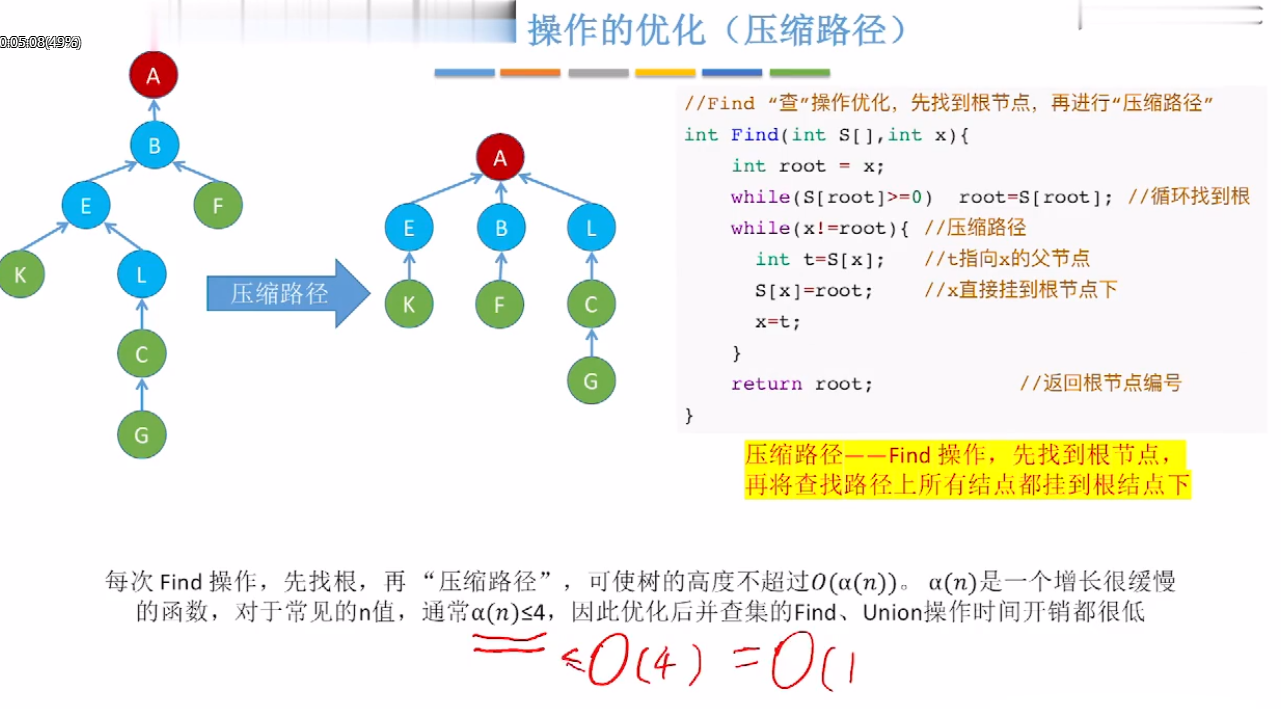 0:05:08(49%)
操作的优化（压缩路径）
A
B
E
F
K
L
C
G
压缩路径
A
E
B
L
K
F
C
G
//Find “查”操作优化，先找到根节点，再进行“压缩路径”
int Find(int S[],int x){
int root = x;
while(S[root]>=0) root=S[root]; //循环找到根
while(x!=root){ //压缩路径
int t=S[x]; //t指向x的父节点
S[x]=root; //x直接挂到根节点下
x=t;
}
return root; //返回根节点编号
}
压缩路径——Find 操作，先找到根节点，
再将查找路径上所有结点都挂到根结点下
每次 Find 操作，先找根，再 “压缩路径”，可使树的高度不超过O(α(n))。α(n)是一个增长很缓慢
的函数，对于常见的n值，通常α(n)≤4，因此优化后并查集的Find、Union操作时间开销都很低
≤O(4) = O(1